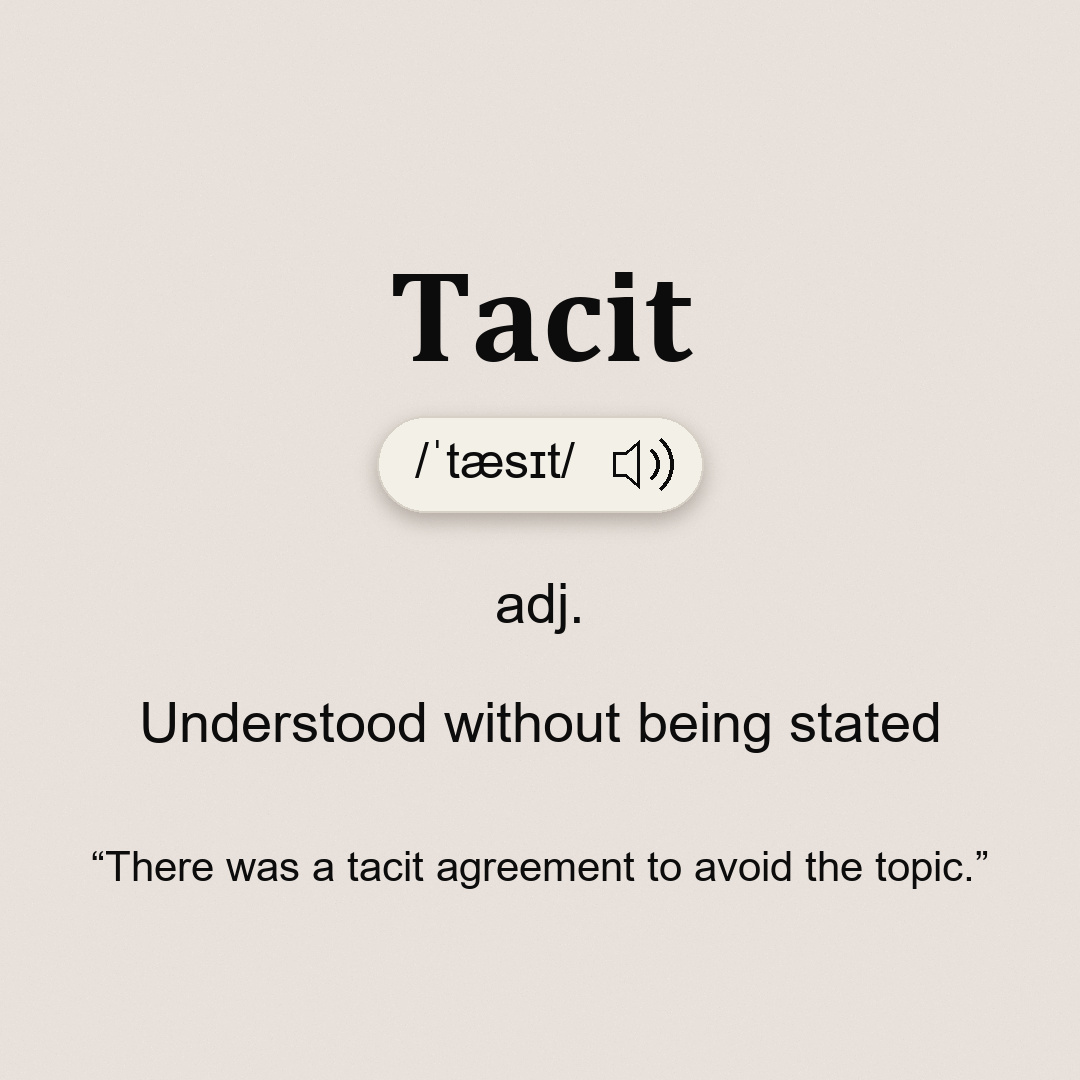 Tacit
/ˈtæsɪt/
adj.
Understood without being stated
“There was a tacit agreement to avoid the topic.”